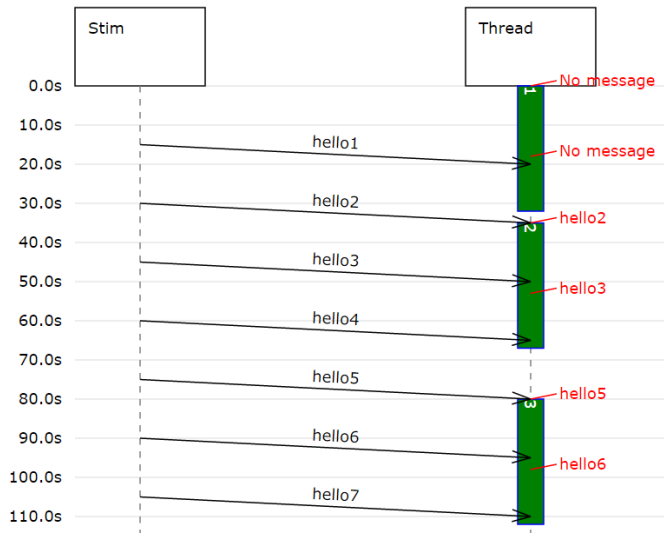 Stim
Thread
0.0s
1
No message
10.0s
hello1
No message
20.0s
30.0s
hello2
hello2
2
40.0s
hello3
50.0s
hello3
60.0s
hello4
70.0s
hello5
80.0s
hello5
3
90.0s
hello6
hello6
100.0s
hello7
110.0s